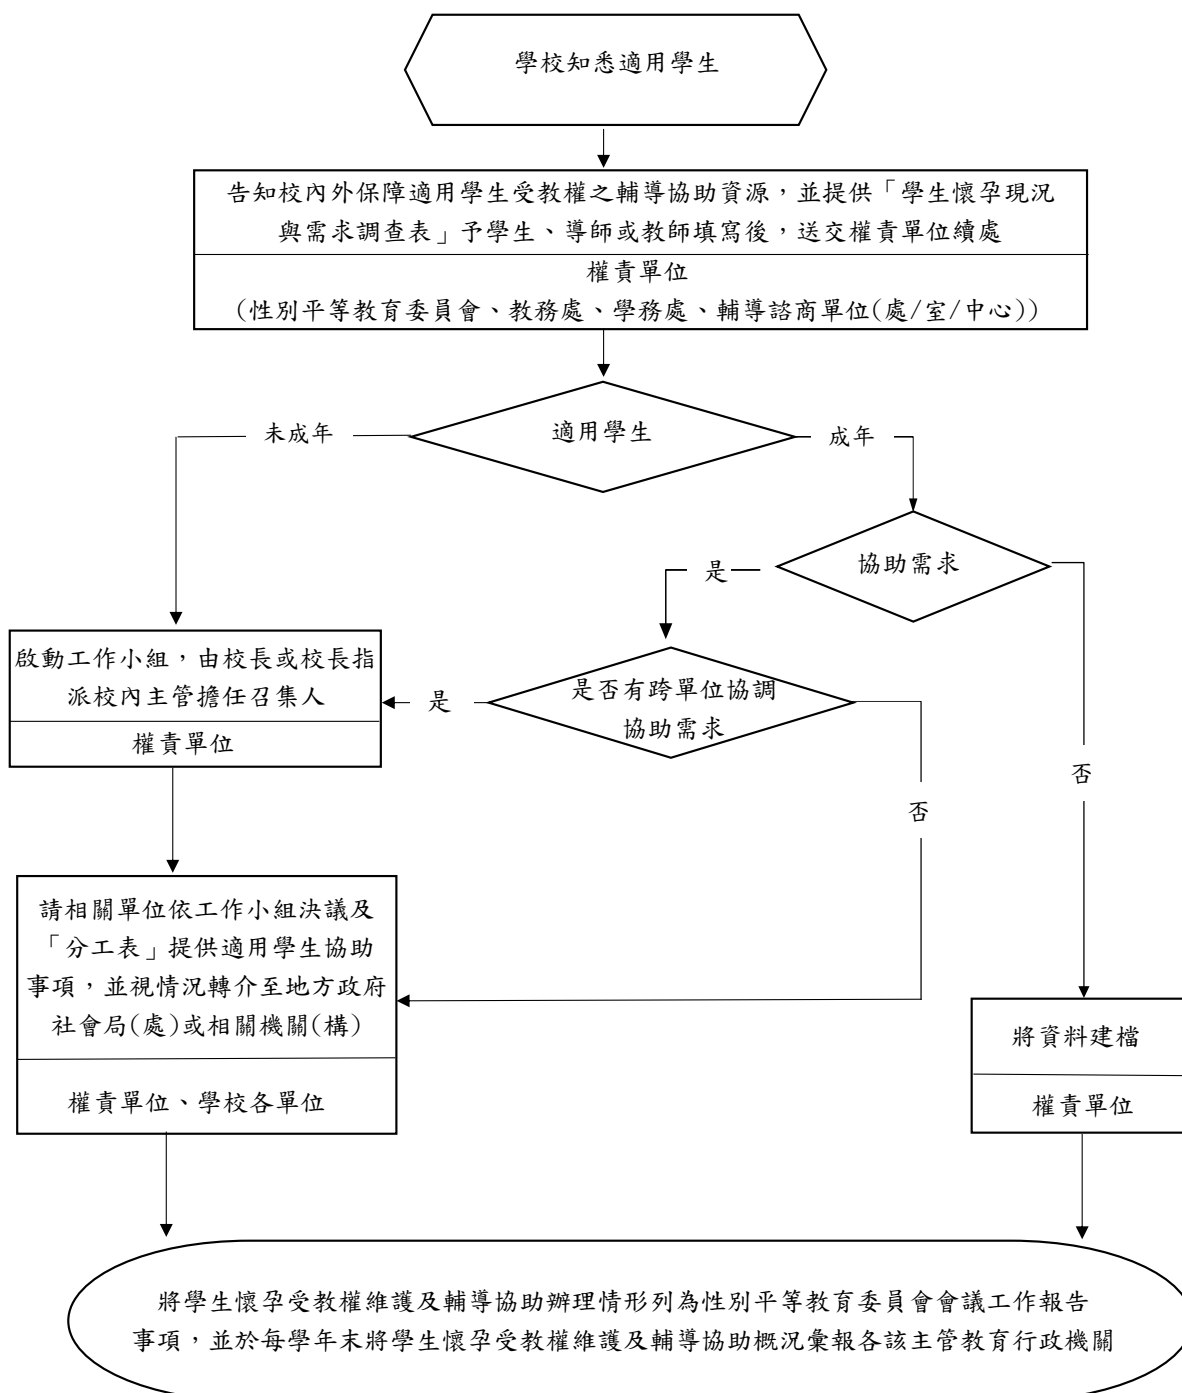 學校知悉適用學生
告知校內外保障適用學生受教權之輔導協助資源，並提供「學生懷孕現況
與需求調查表」予學生、導師或教師填寫後，送交權責單位續處
權責單位
(性別平等教育委員會、教務處、學務處、輔導諮商單位(處/室/中心))
未成年
適用學生
成年
協助需求
是
啟動工作小組，由校長或校長指
派校內主管擔任召集人
權責單位
是
是否有跨單位協調
協助需求
否
否
請相關單位依工作小組決議及
「分工表」提供適用學生協助
事項，並視情況轉介至地方政府
社會局(處)或相關機關(構)
權責單位、學校各單位
將資料建檔
權責單位
將學生懷孕受教權維護及輔導協助辦理情形列為性別平等教育委員會會議工作報告
事項，並於每學年末將學生懷孕受教權維護及輔導協助概況彙報各該主管教育行政機關